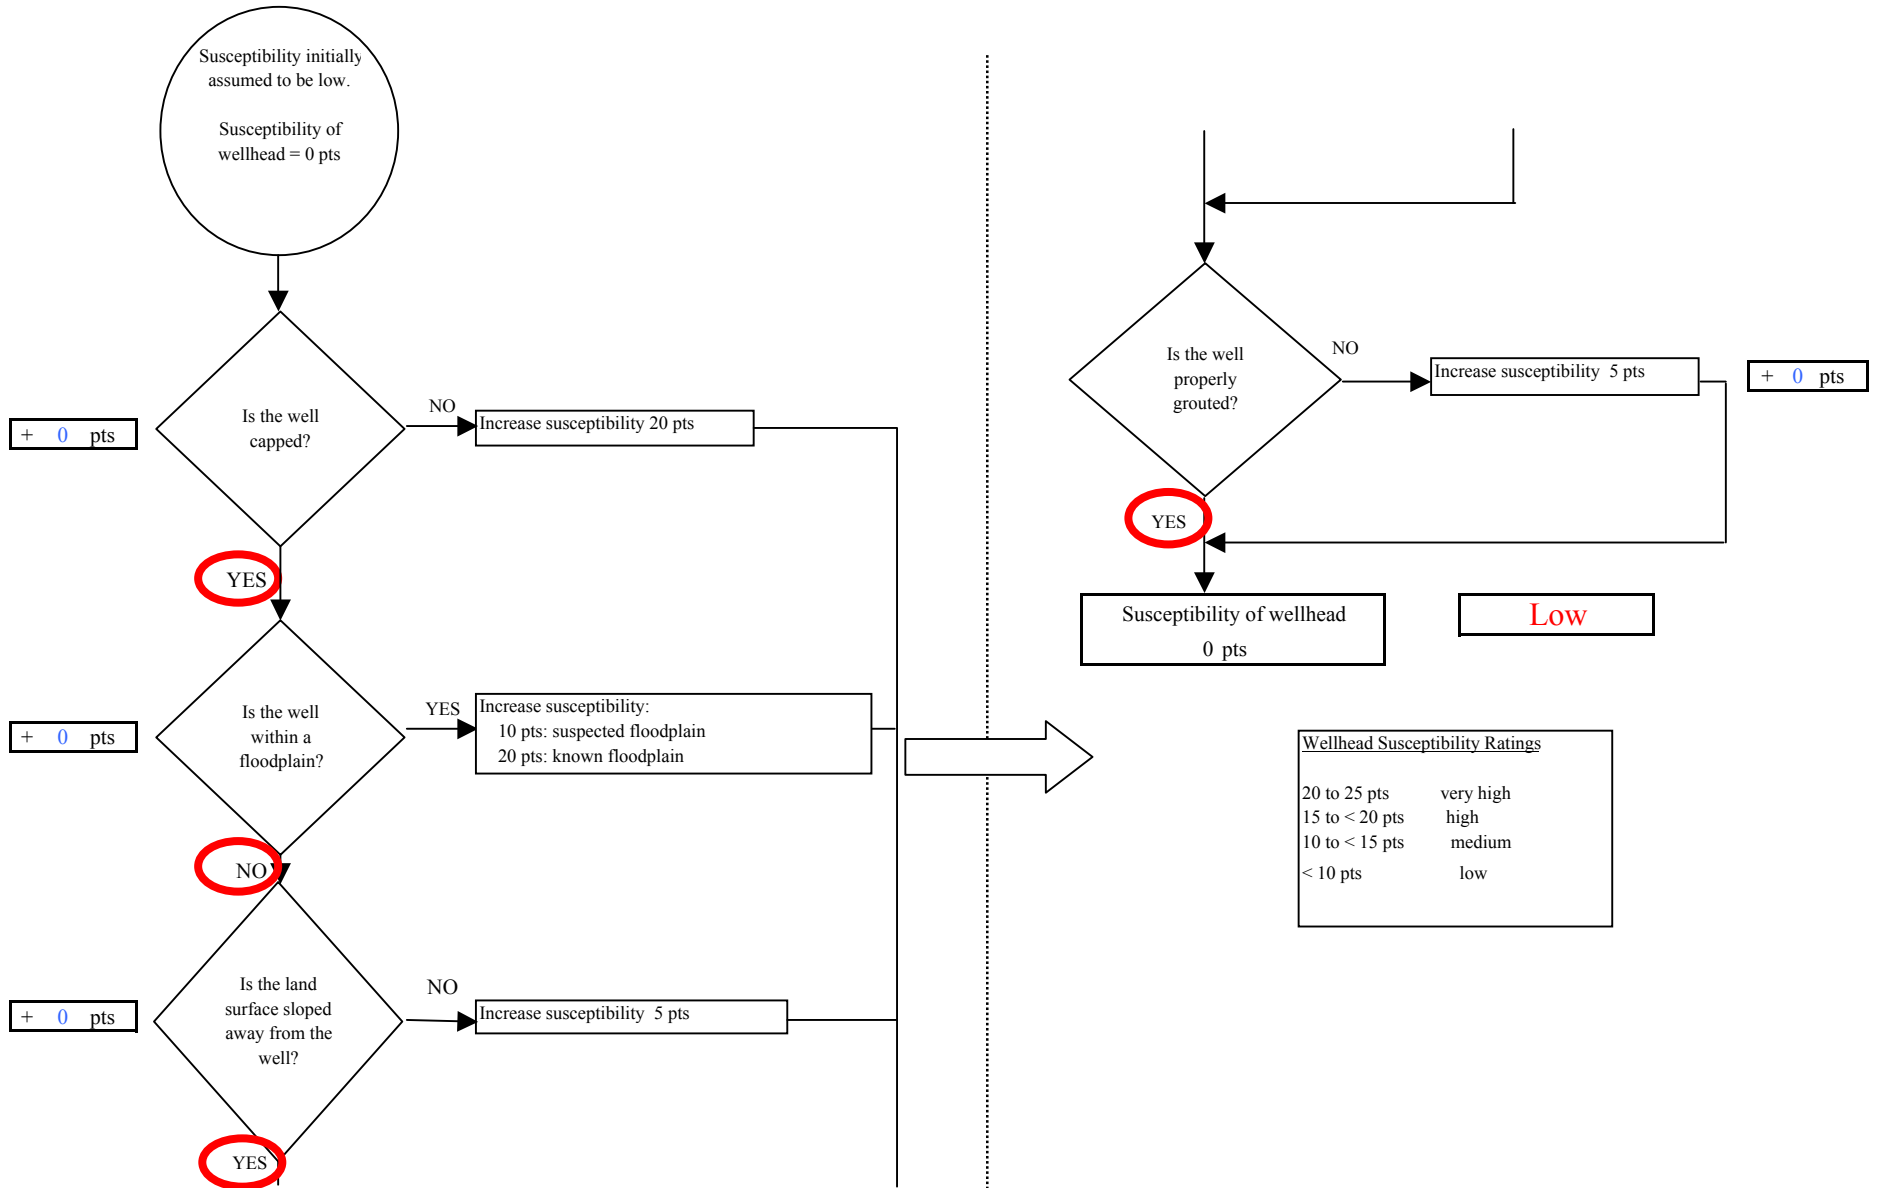 Susceptibility initially
assumed to be low.
Susceptibility of
wellhead = 0 pts
Is the well
capped?
NO
Increase susceptibility 20 pts
+ 0 pts
YES
Is the well
within a
floodplain?
YES
Increase susceptibility:
10 pts: suspected floodplain
20 pts: known floodplain
+ 0 pts
NO
Is the land
surface sloped
away from the
well?
NO
Increase susceptibility 5 pts
+ 0 pts
YES
Is the well
properly
grouted?
NO
Increase susceptibility 5 pts
+ 0 pts
YES
Susceptibility of wellhead
0 pts
Low
Wellhead Susceptibility Ratings
20 to 25 pts very high
15 to < 20 pts high
10 to < 15 pts medium
< 10 pts low